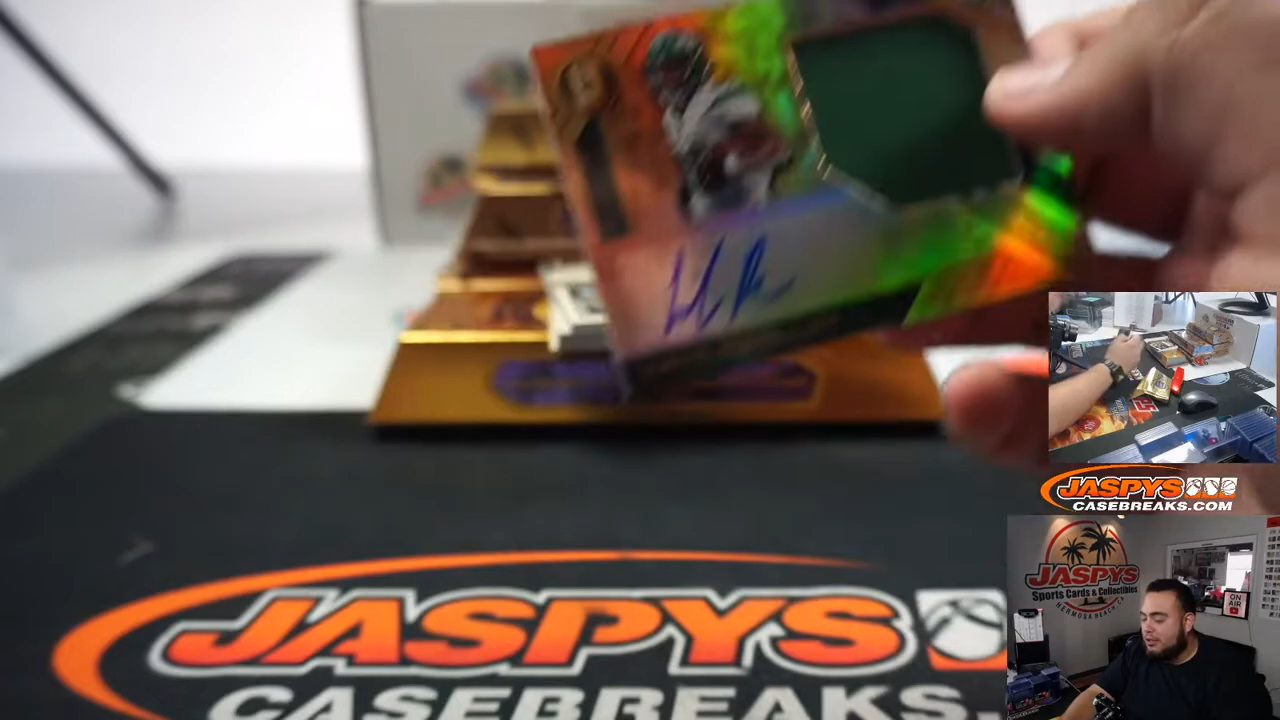 JASPYS
CASEBREAKS.COM
JASPYS
Sports Cards & Collectibles
HERMOSA BEACH, CA
ON
AIR
JASPYS
CASEBREAKS.